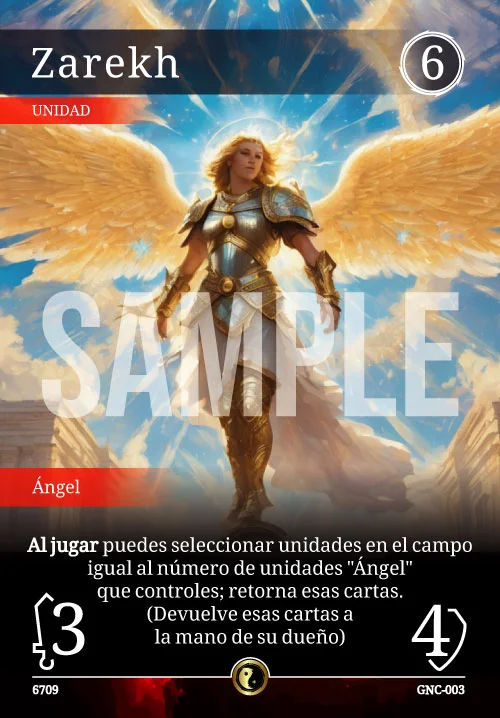 Zarekh
6
UNIDAD
SAMPLE
Ángel
Al jugar puedes seleccionar unidades en el campo
igual al número de unidades "Ángel"
que controles; retorna esas cartas.
(Devuelve esas cartas a
la mano de su dueño)
3
4
6709
GNC-003